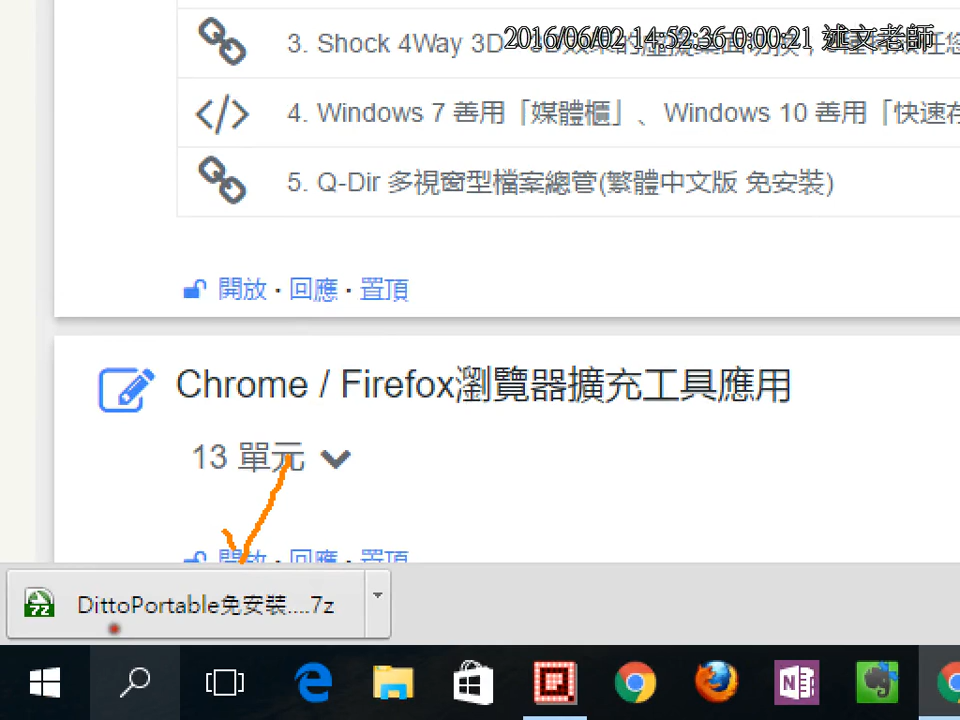 3. Shock 4Way 3D
2016/06/02 14:52:36 0:00:21 述文老師
4. Windows 7 善用「媒體櫃」、Windows 10 善用「快速存
5. Q-Dir 多視窗型檔案總管(繁體中文版 免安裝)
開放 · 回應 · 置頂
Chrome / Firefox瀏覽器擴充工具應用
13 單元
開放 · 回應 · 置頂
DittoPortable免安裝....7z